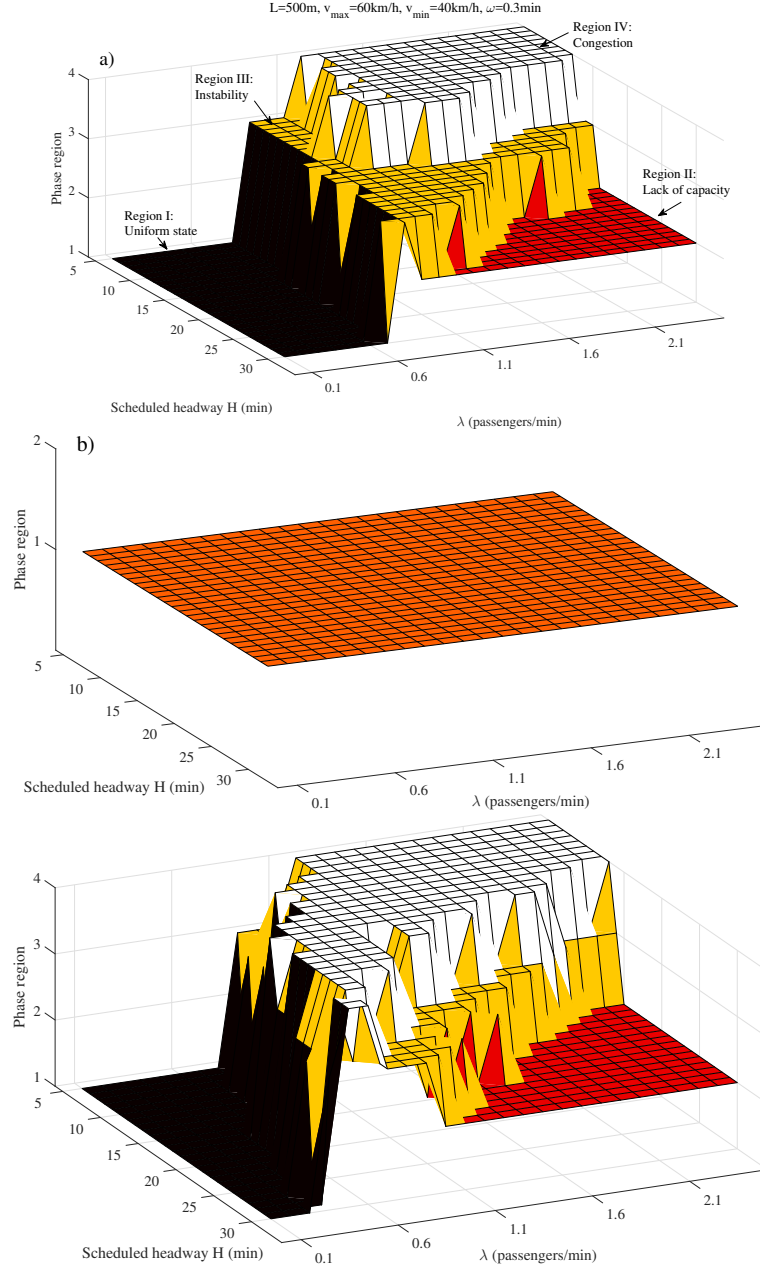 L=500m, vmax=60km/h, vmin=40km/h, ω=0.3min
a)
Region IV:
Congestion
Region III:
Instability
Region II:
Lack of capacity
Region I:
Uniform state
Phase region
4
3
2
1
5
10
15
20
25
30
0.1
0.6
1.1
1.6
2.1
Scheduled headway H (min)
λ (passengers/min)
b)
Phase region
2
1
5
10
15
20
25
30
0.1
0.6
1.1
1.6
2.1
Scheduled headway H (min)
λ (passengers/min)
Phase region
4
3
2
1
5
10
15
20
25
30
0.1
0.6
1.1
1.6
2.1
Scheduled headway H (min)
λ (passengers/min)